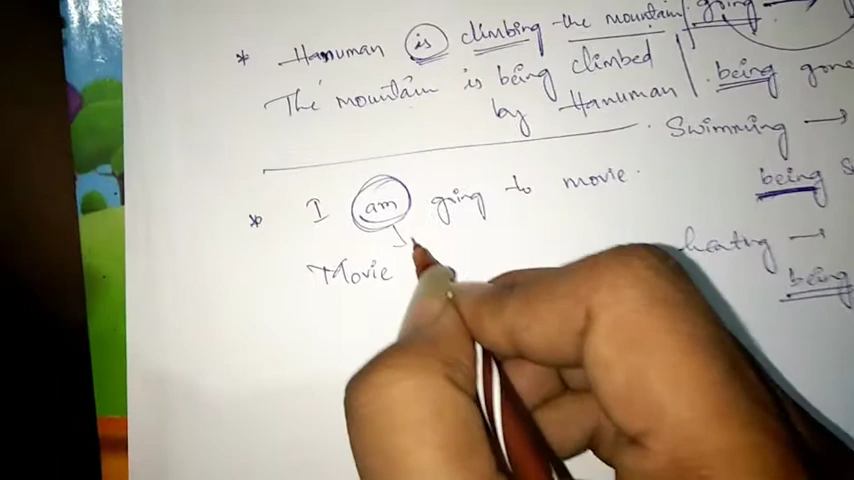 * Hanuman is climbing the mountain
The mountain is being climbed
by Hanuman
* I am going to movie.
Movie
going →
being gone
Swimming →
being
heating →
being